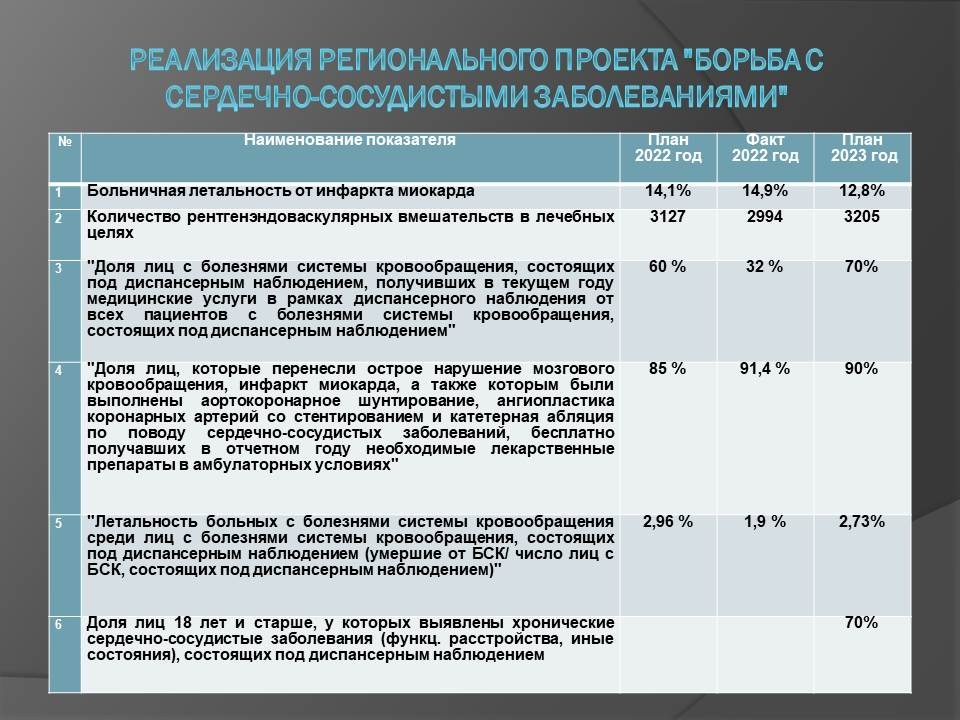 РЕАЛИЗАЦИЯ РЕГИОНАЛЬНОГО ПРОЕКТА "БОРЬБА С
СЕРДЕЧНО-СОСУДИСТЫМИ ЗАБОЛЕВАНИЯМИ"
№ Наименование показателя План Факт План
2022 год 2022 год 2023 год
1 Больничная летальность от инфаркта миокарда 14,1% 14,9% 12,8%
2 Количество рентгенэндоваскулярных вмешательств в лечебных 3127 2994 3205
целях
3 "Доля лиц с болезнями системы кровообращения, состоящих 60 % 32 % 70%
под диспансерным наблюдением, получивших в текущем году
медицинские услуги в рамках диспансерного наблюдения от
всех пациентов с болезнями системы кровообращения,
состоящих под диспансерным наблюдением"
4 "Доля лиц, которые перенесли острое нарушение мозгового 85 % 91,4 % 90%
кровообращения, инфаркт миокарда, а также которым были
выполнены аортокоронарное шунтирование, ангиопластика
коронарных артерий со стентированием и катетерная абляция
по поводу сердечно-сосудистых заболеваний, бесплатно
получавших в отчетном году необходимые лекарственные
препараты в амбулаторных условиях"
5 "Летальность больных с болезнями системы кровообращения 2,96 % 1,9 % 2,73%
среди лиц с болезнями системы кровообращения, состоящих
под диспансерным наблюдением (умершие от БСК/ число лиц с
БСК, состоящих под диспансерным наблюдением)"
6 Доля лиц 18 лет и старше, у которых выявлены хронические 70%
сердечно-сосудистые заболевания (функц. расстройства, иные
состояния), состоящих под диспансерным наблюдением